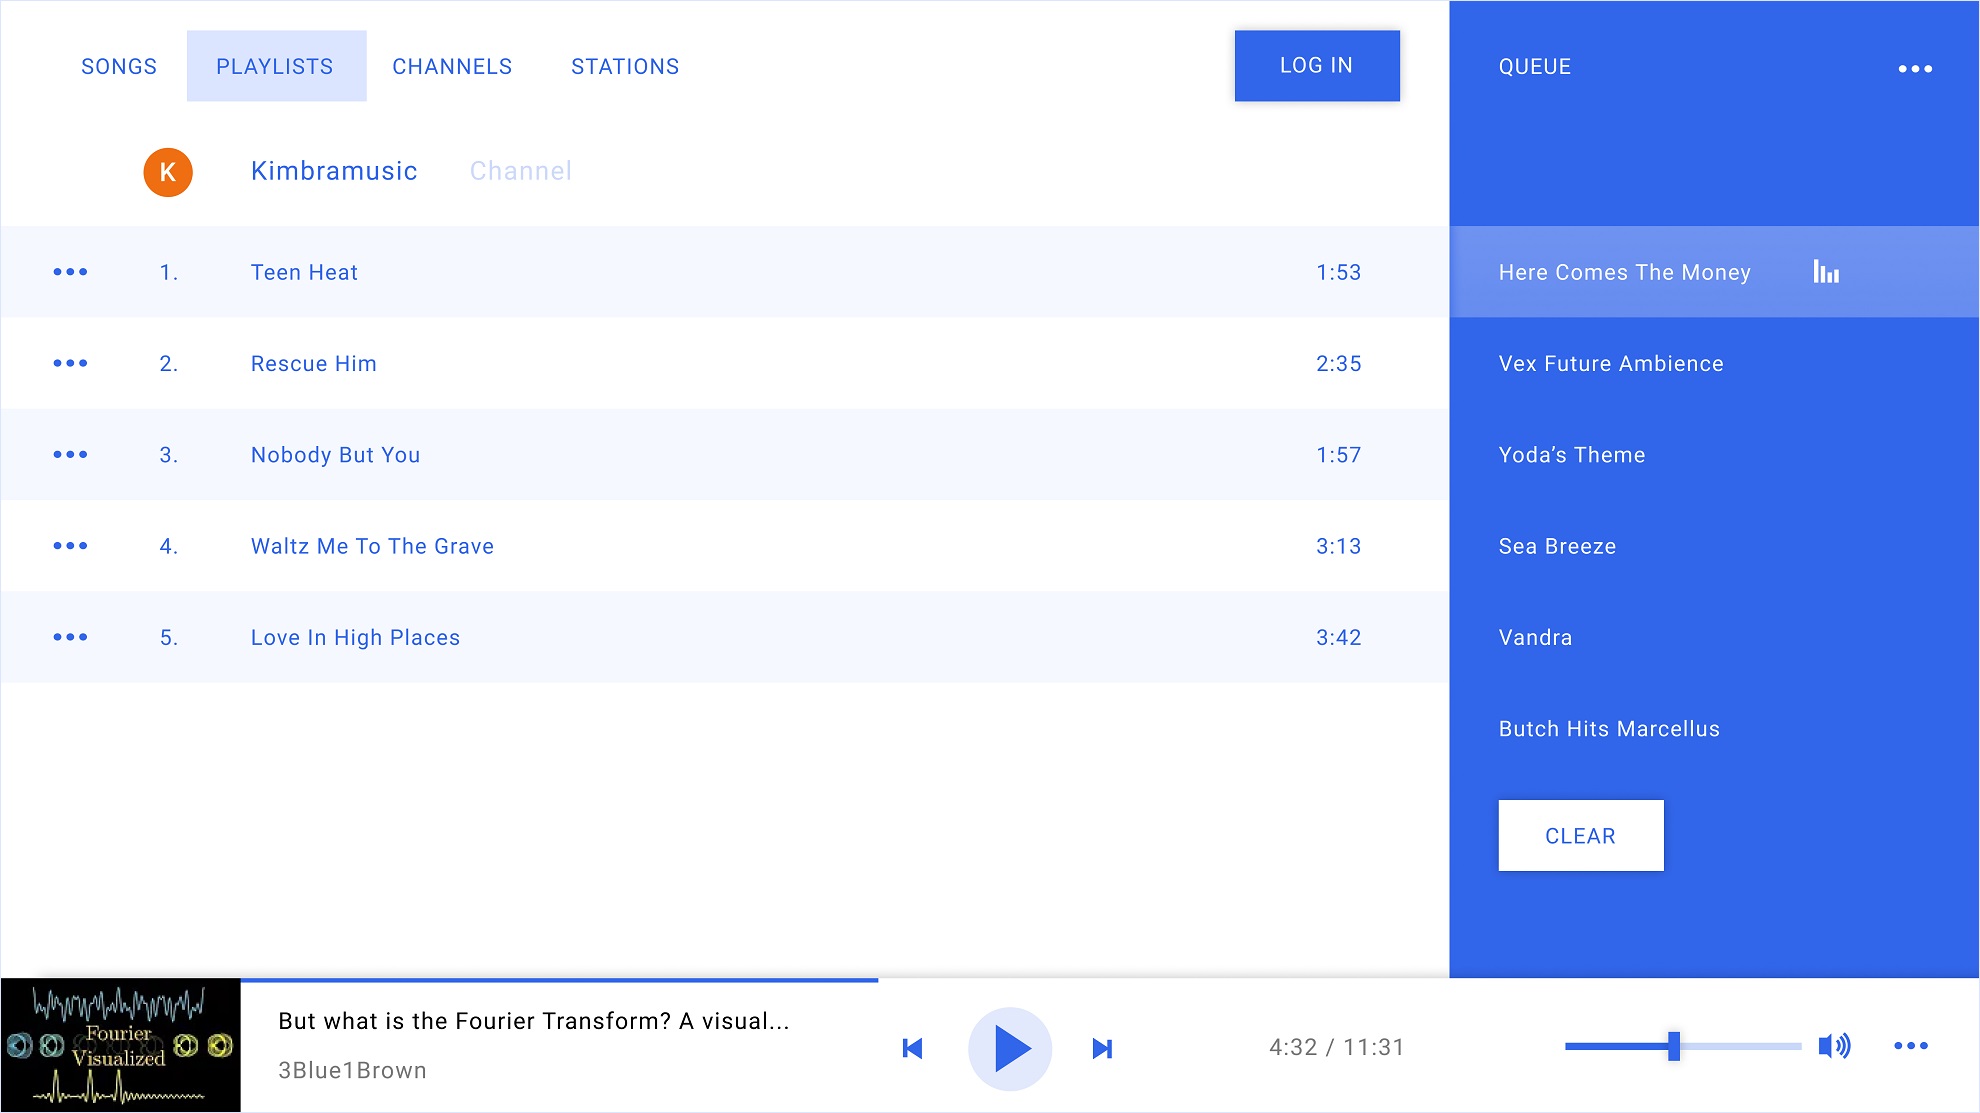 SONGS PLAYLISTS CHANNELS STATIONS LOG IN
K Kimbramusic Channel
1. Teen Heat 1:53
2. Rescue Him 2:35
3. Nobody But You 1:57
4. Waltz Me To The Grave 3:13
5. Love In High Places 3:42
QUEUE
Here Comes The Money
Vex Future Ambience
Yoda’s Theme
Sea Breeze
Vandra
Butch Hits Marcellus
CLEAR
Fourier
Visualized
But what is the Fourier Transform? A visual...
3Blue1Brown
4:32 / 11:31